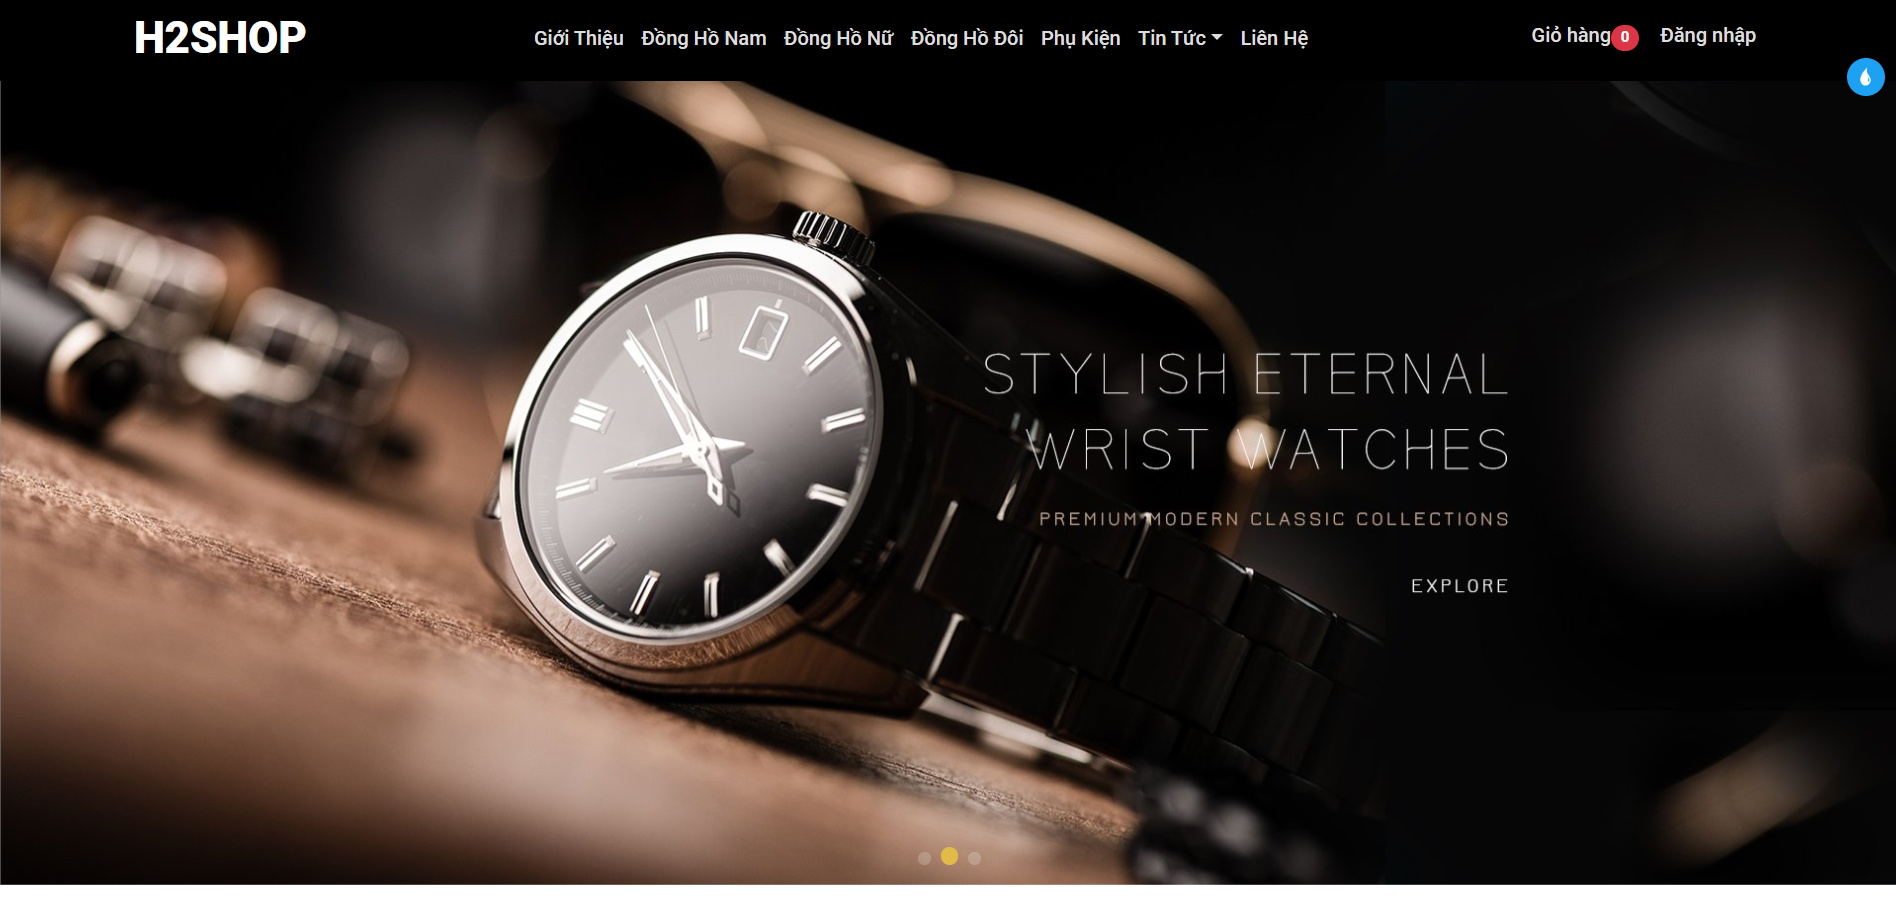 H2SHOP
Giới Thiệu Đồng Hồ Nam Đồng Hồ Nữ Đồng Hồ Đôi Phụ Kiện Tin Tức Liên Hệ
Giỏ hàng 0 Đăng nhập
STYLISH ETERNAL
WRIST WATCHES
PREMIUM MODERN CLASSIC COLLECTIONS
EXPLORE